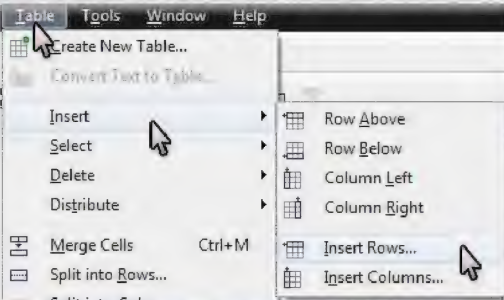 Table Tools Window Help
Create New Table...
Convert Text to Table...
Insert
Select
Delete
Distribute
Merge Cells Ctrl+M
Split into Rows...
Row Above
Row Below
Column Left
Column Right
Insert Rows...
Insert Columns...